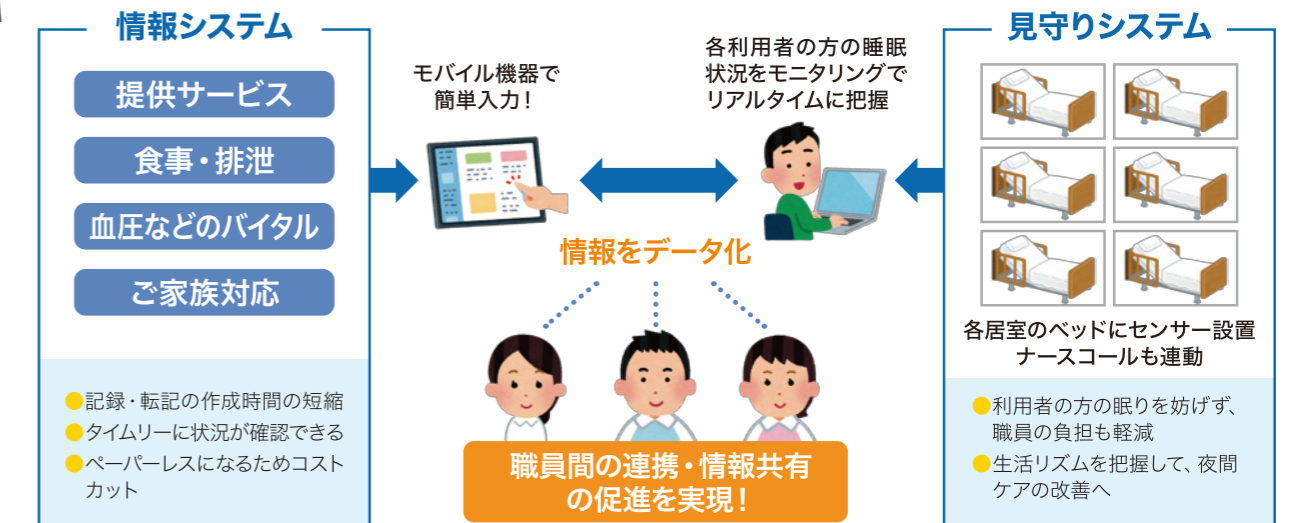 情報システム
提供サービス
食事・排泄
血圧などのバイタル
ご家族対応
●記録・転記の作成時間の短縮
●タイムリーに状況が確認できる
●ペーパーレスになるためコスト
カット
モバイル機器で
簡単入力！
各利用者の方の睡眠
状況をモニタリングで
リアルタイムに把握
情報をデータ化
職員間の連携・情報共有
の促進を実現！
見守りシステム
各居室のベッドにセンサー設置
ナースコールも連動
●利用者の方の眠りを妨げず、
職員の負担も軽減
●生活リズムを把握して、夜間
ケアの改善へ